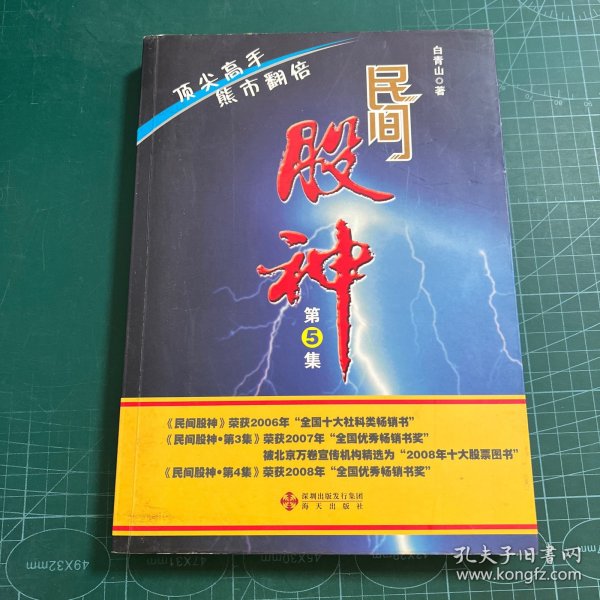 顶尖高手
熊市翻倍
白青山◎著
民间
股神
第5集
《民间股神》荣获2006年“全国十大社科类畅销书”
《民间股神•第3集》荣获2007年“全国优秀畅销书奖”
被北京万卷宣传机构精选为“2008年十大股票图书”
《民间股神•第4集》荣获2008年“全国优秀畅销书奖”
深圳出版发行集团
海天出版社
49X32mm
47X31mm
孔夫子旧书网
www.kongfz.com